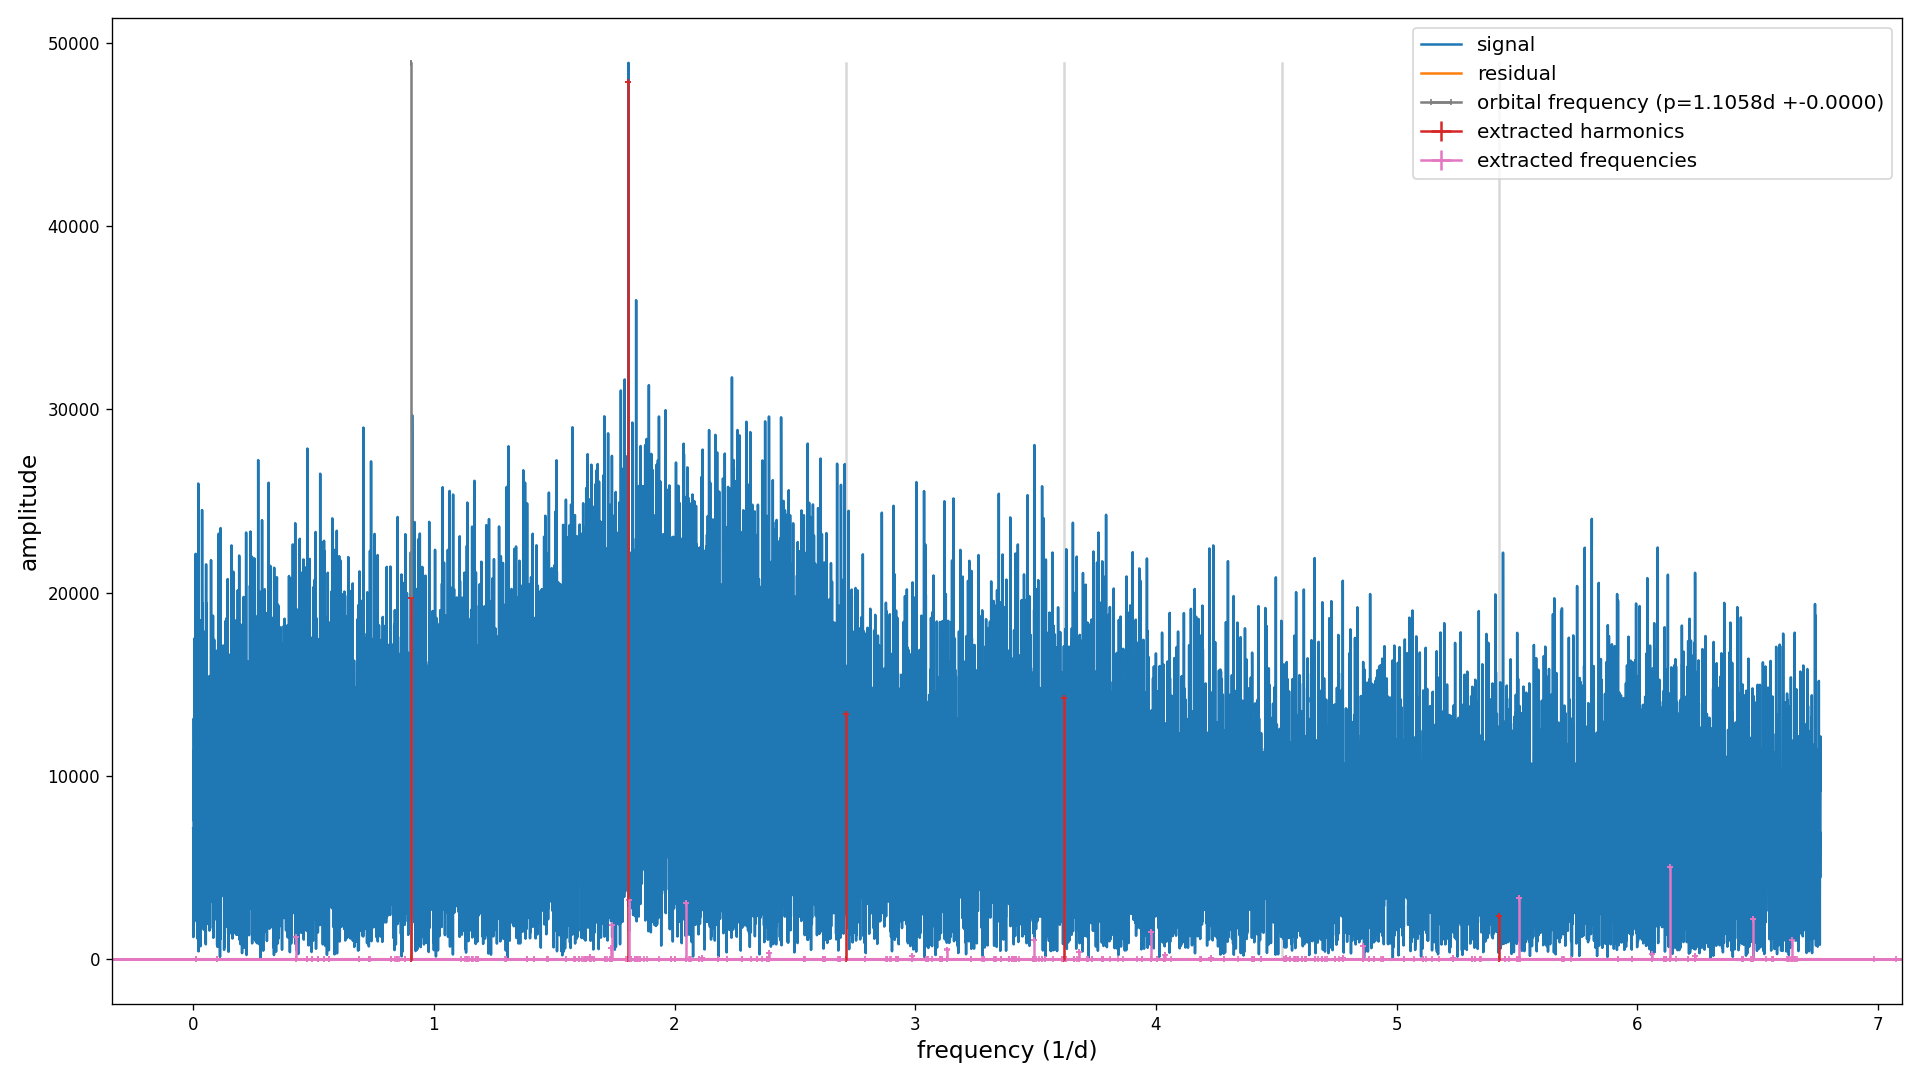 50000
40000
30000
20000
10000
0
amplitude
signal
residual
orbital frequency (p=1.1058d +-0.0000)
extracted harmonics
extracted frequencies
0 1 2 3 4 5 6 7
frequency (1/d)